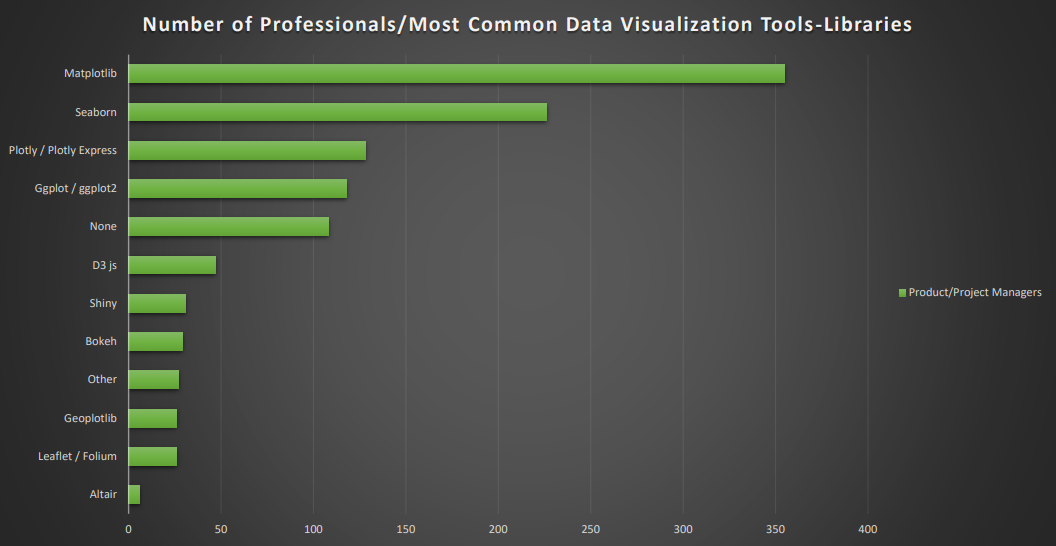 Number of Professionals/Most Common Data Visualization Tools-Libraries
Matplotlib
Seaborn
Plotly / Plotly Express
Ggplot / ggplot2
None
D3 js
Shiny
Bokeh
Other
Geoplotlib
Leaflet / Folium
Altair
0 50 100 150 200 250 300 350 400
Product/Project Managers